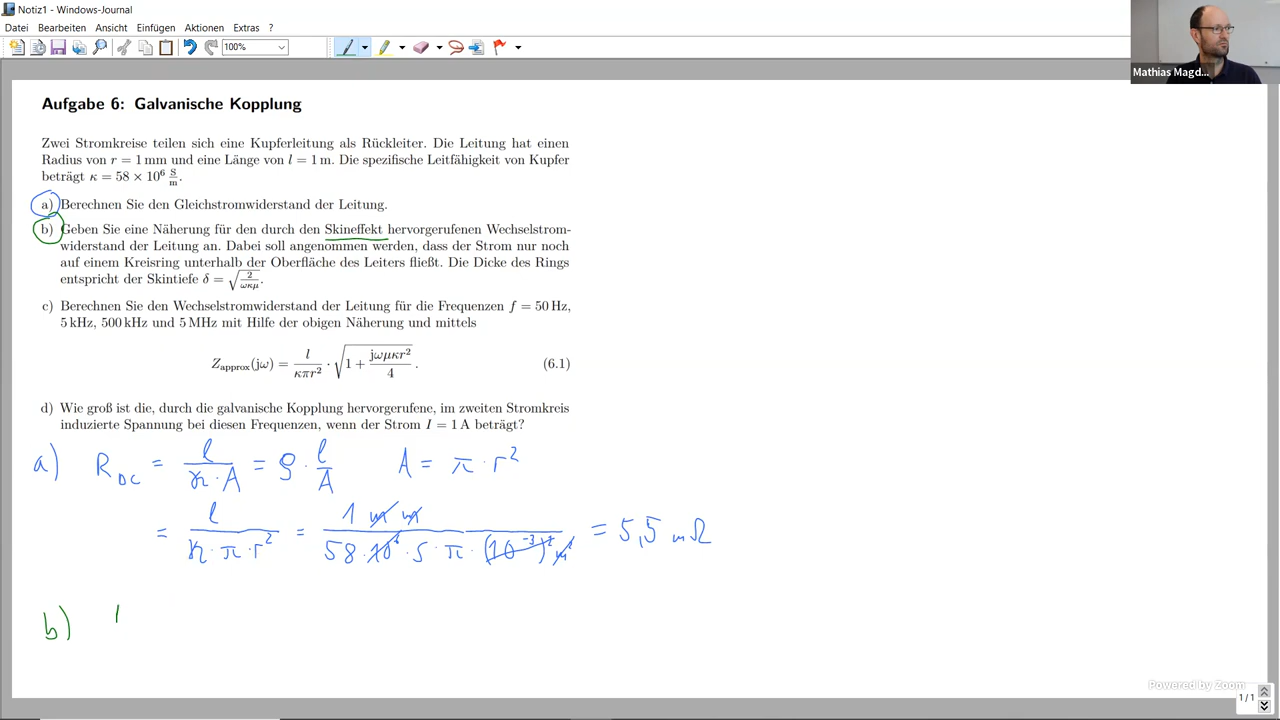 Notiz1 - Windows-Journal
Datei Bearbeiten Ansicht Einfügen Aktionen Extras ?
100%
Mathias Magd...
Aufgabe 6: Galvanische Kopplung
Zwei Stromkreise teilen sich eine Kupferleitung als Rückleiter. Die Leitung hat einen
Radius von r = 1 mm und eine Länge von l = 1 m. Die spezifische Leitfähigkeit von Kupfer
beträgt κ = 58 × 10⁶ S/m.
a) Berechnen Sie den Gleichstromwiderstand der Leitung.
b) Geben Sie eine Näherung für den durch den Skineffekt hervorgerufenen Wechselstrom-
widerstand der Leitung an. Dabei soll angenommen werden, dass der Strom nur noch
auf einem Kreisring unterhalb der Oberfläche des Leiters fließt. Die Dicke des Rings
entspricht der Skintiefe δ = √(2/(ωκμ)).
c) Berechnen Sie den Wechselstromwiderstand der Leitung für die Frequenzen f = 50 Hz,
5 kHz, 500 kHz und 5 MHz mit Hilfe der obigen Näherung und mittels
Z_approx(jω) = l/(κπr²) · √(1 + jωμκr²/4) . (6.1)
d) Wie groß ist die, durch die galvanische Kopplung hervorgerufene, im zweiten Stromkreis
induzierte Spannung bei diesen Frequenzen, wenn der Strom I = 1 A beträgt?
a) R_DC = l/(κ · A) = ρ · l/A A = π · r²
= l/(κ · π · r²) = 1 m m/(58 · 10⁶ · S · π · (10⁻³)² m²) = 5,5 mΩ
b)
Powered by Zoom
1 / 1